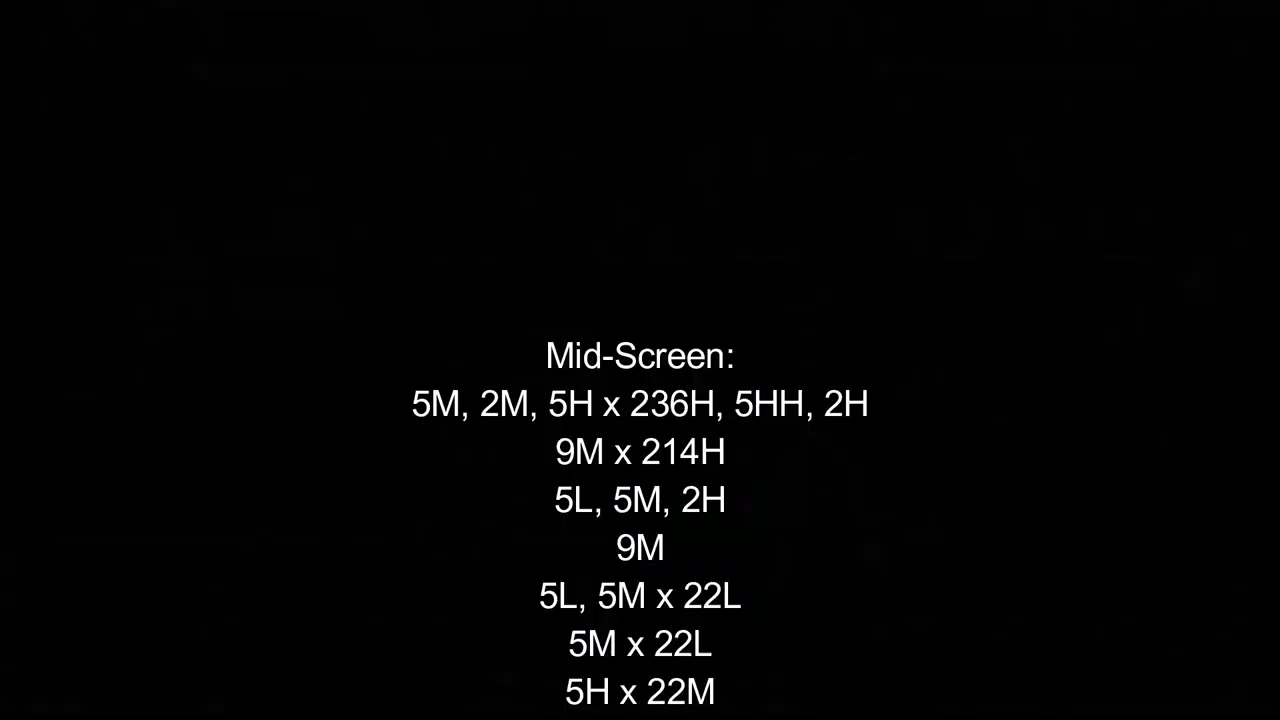 Mid-Screen:
5M, 2M, 5H x 236H, 5HH, 2H
9M x 214H
5L, 5M, 2H
9M
5L, 5M x 22L
5M x 22L
5H x 22M